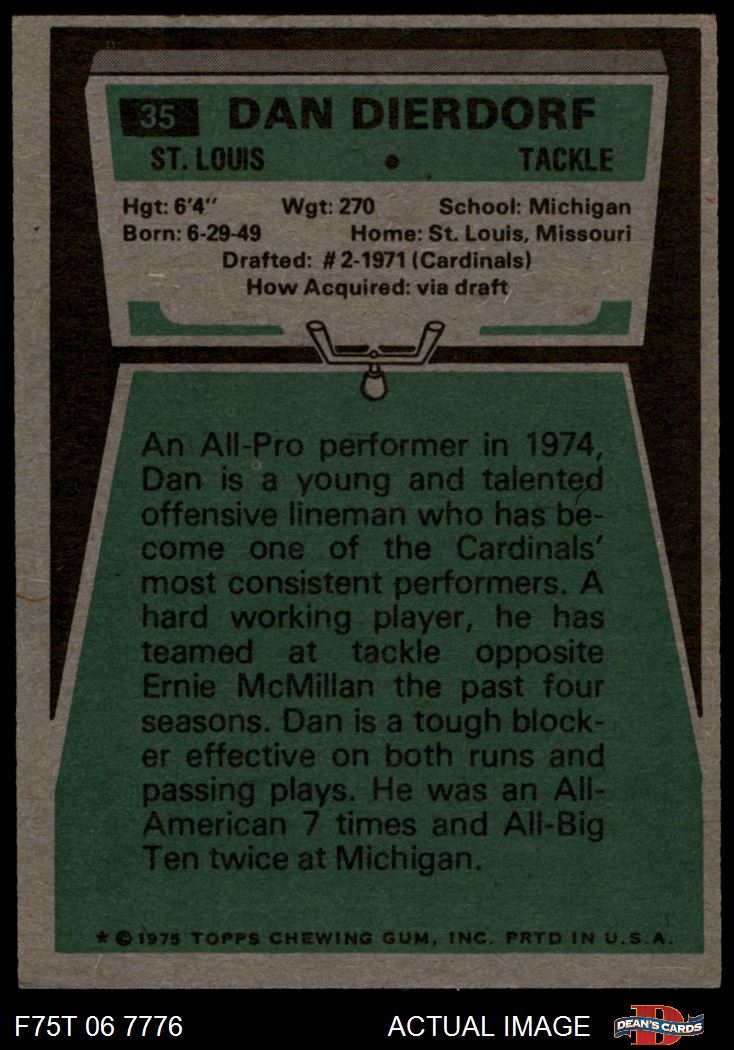 35 DAN DIERDORF
ST. LOUIS • TACKLE
Hgt: 6'4" Wgt: 270 School: Michigan
Born: 6-29-49 Home: St. Louis, Missouri
Drafted: #2-1971 (Cardinals)
How Acquired: via draft
An All-Pro performer in 1974,
Dan is a young and talented
offensive lineman who has be-
come one of the Cardinals'
most consistent performers. A
hard working player, he has
teamed at tackle opposite
Ernie McMillan the past four
seasons. Dan is a tough block-
er effective on both runs and
passing plays. He was an All-
American 7 times and All-Big
Ten twice at Michigan.
* © 1975 TOPPS CHEWING GUM, INC. PRTD IN U.S.A.
F75T 06 7776 ACTUAL IMAGE DEAN'S CARDS